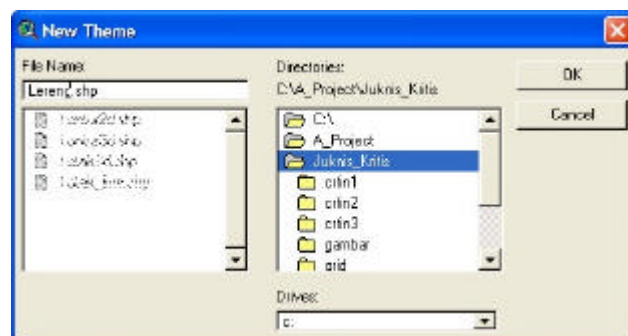 New Theme
File Name:
Lereng.shp
Directories:
C:\A_Project\Juknis_Kritis
C:\
A_Project
Juknis_Kritis
crtin1
crtin2
crtin3
gambar
grid
Drives:
c:
OK
Cancel